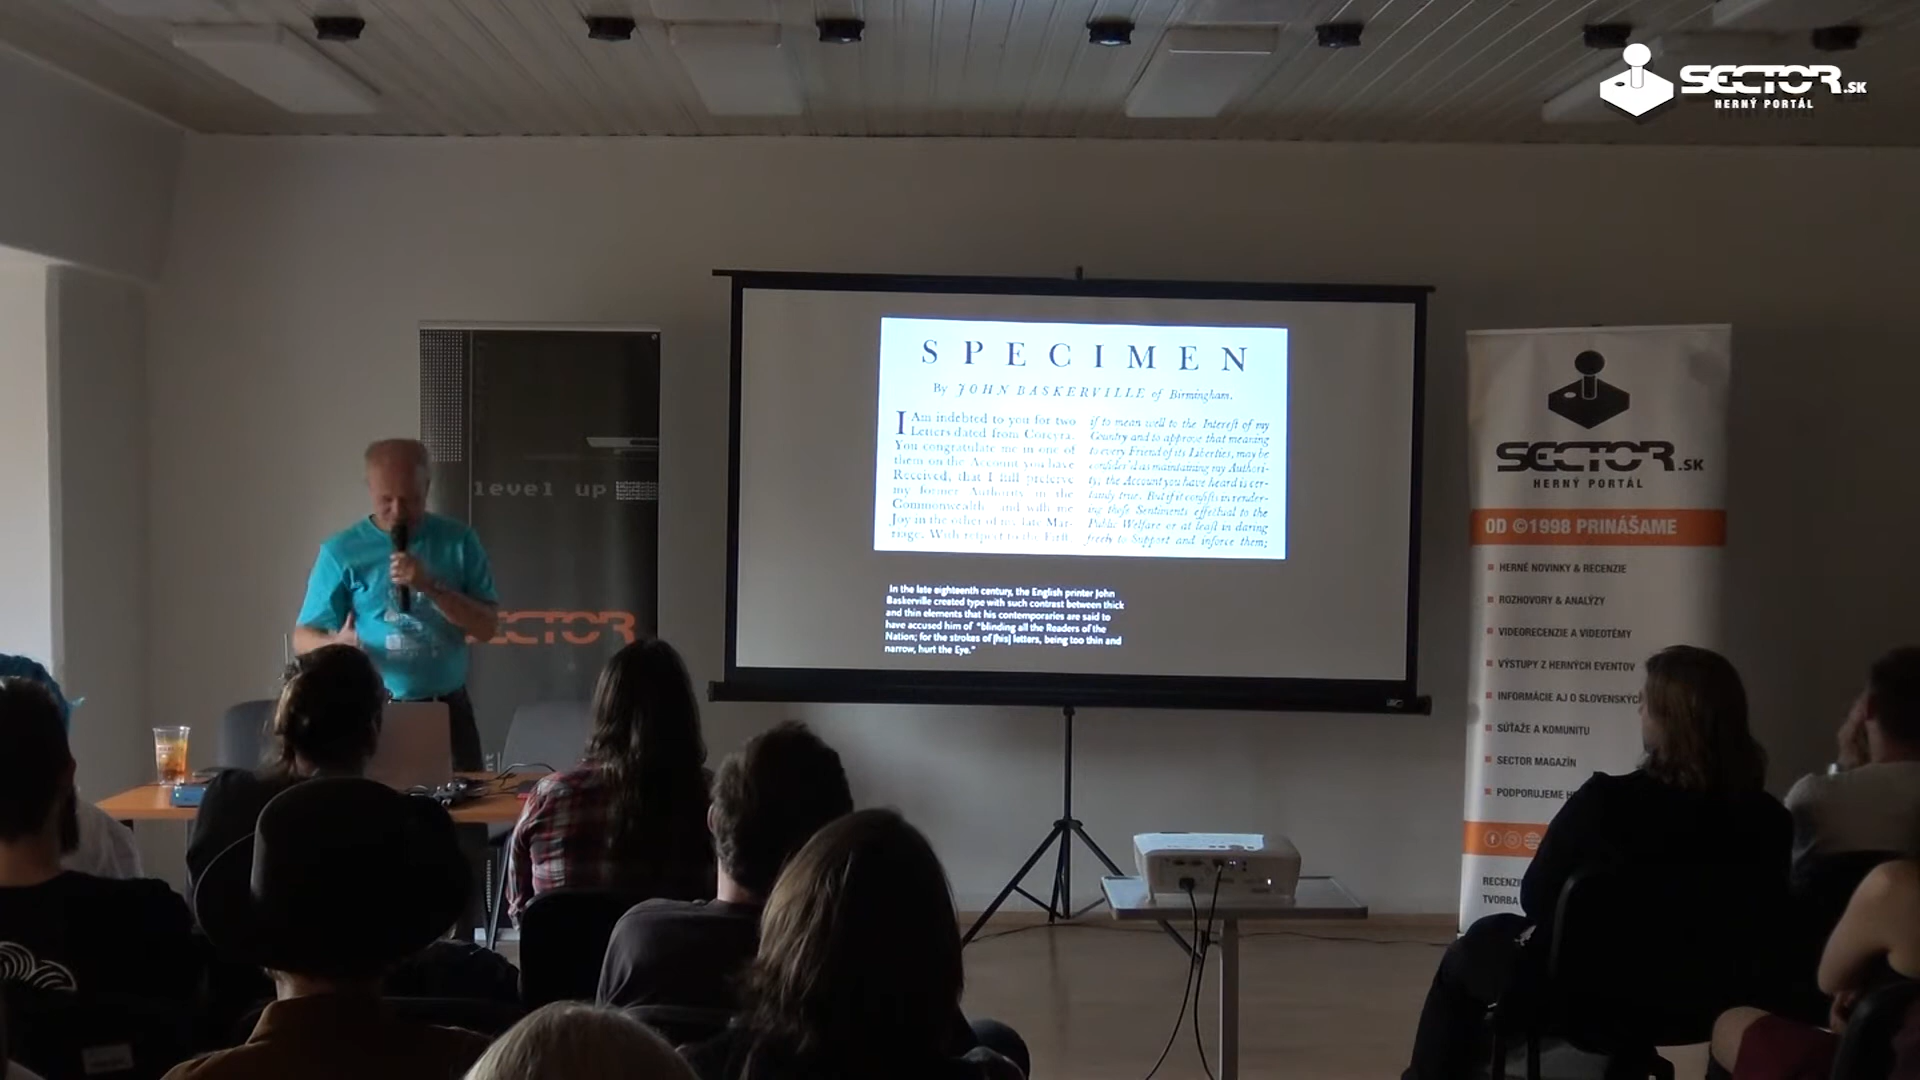 SECTOR.SK
HERNÝ PORTÁL
SPECIMEN
By JOHN BASKERVILLE of Birmingham.
I Am indebted to you for two
Letters dated from Corcyra.
You congratulate me in one of
them on the Account you have
Received, that I still preserve
my former Authority in the
Commonwealth and with me
Joy in the other of my late Mar-
riage. With respect to the First,
if to mean well to the Intereſt of my
Country and to approve that meaning
to every Friend of its Liberties, may be
conſider'd as maintaining my Authori-
ty, the Account you have heard is cer-
tainly true. But if it conſiſts in render-
ing thoſe Sentiments effectual to the
Public Welfare or at leaſt in daring
freely to Support and inforce them;
In the late eighteenth century, the English printer John
Baskerville created type with such contrast between thick
and thin elements that his contemporaries are said to
have accused him of "blinding all the Readers of the
Nation; for the strokes of [his] letters, being too thin and
narrow, hurt the Eye."
level up
SECTOR
SECTOR.SK
HERNÝ PORTÁL
OD ©1998 PRINÁŠAME
HERNÉ NOVINKY & RECENZIE
ROZHOVORY & ANALÝZY
VIDEORECENZIE A VIDEOTÉMY
VÝSTUPY Z HERNÝCH EVENTOV
INFORMÁCIE AJ O SLOVENSKÝC
SÚŤAŽE A KOMUNITU
SECTOR MAGAZÍN
PODPORUJEME
RECENZI
TVORBA